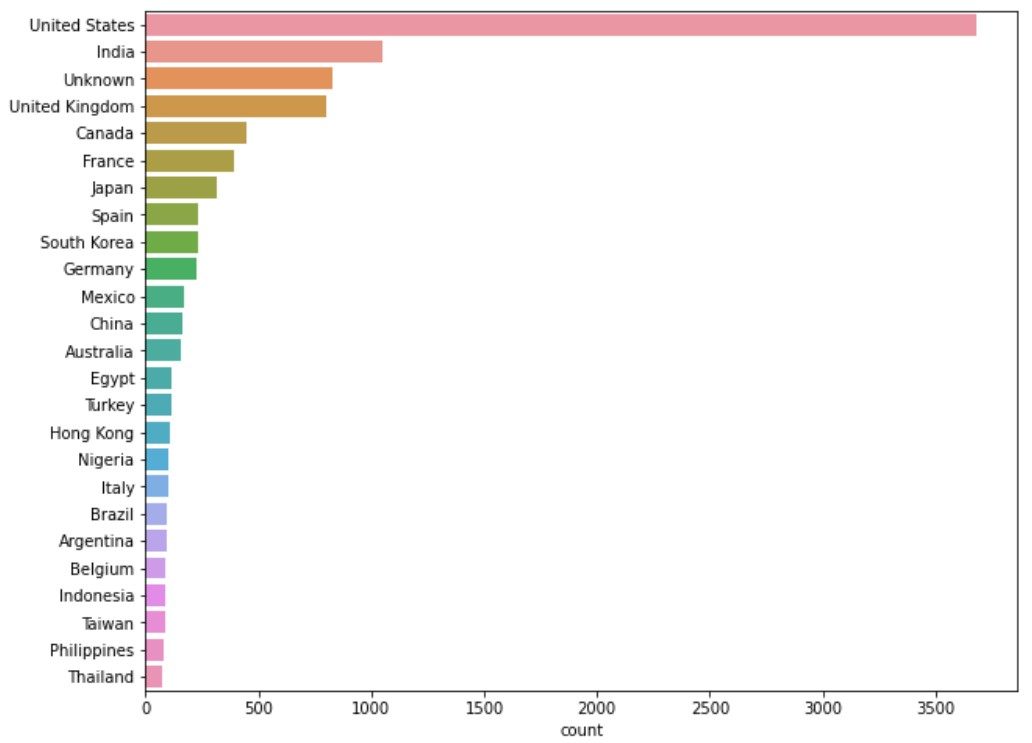 United States
India
Unknown
United Kingdom
Canada
France
Japan
Spain
South Korea
Germany
Mexico
China
Australia
Egypt
Turkey
Hong Kong
Nigeria
Italy
Brazil
Argentina
Belgium
Indonesia
Taiwan
Philippines
Thailand
0 500 1000 1500 2000 2500 3000 3500
count